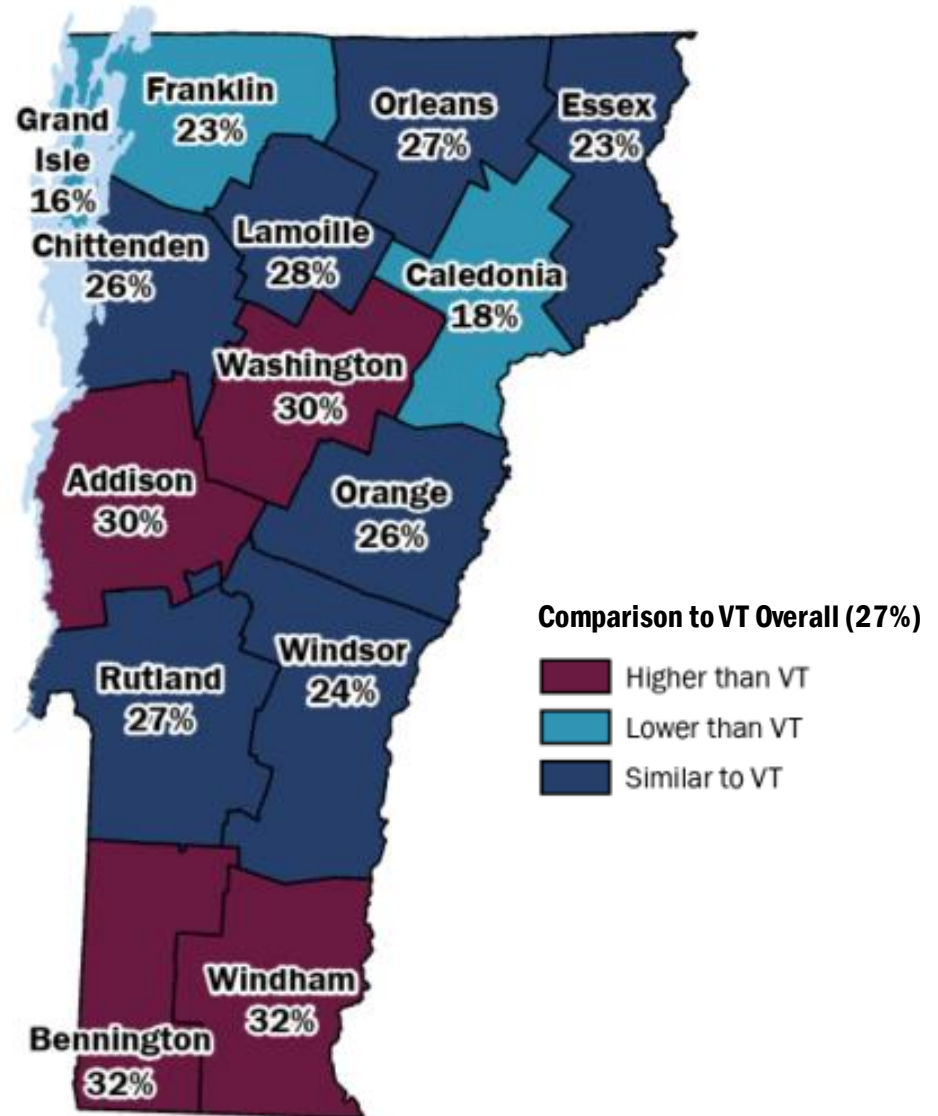 Franklin
23%
Orleans
27%
Essex
23%
Grand
Isle
16%
Chittenden
26%
Lamoille
28%
Caledonia
18%
Washington
30%
Addison
30%
Orange
26%
Rutland
27%
Windsor
24%
Windham
32%
Bennington
32%
Comparison to VT Overall (27%)
Higher than VT
Lower than VT
Similar to VT